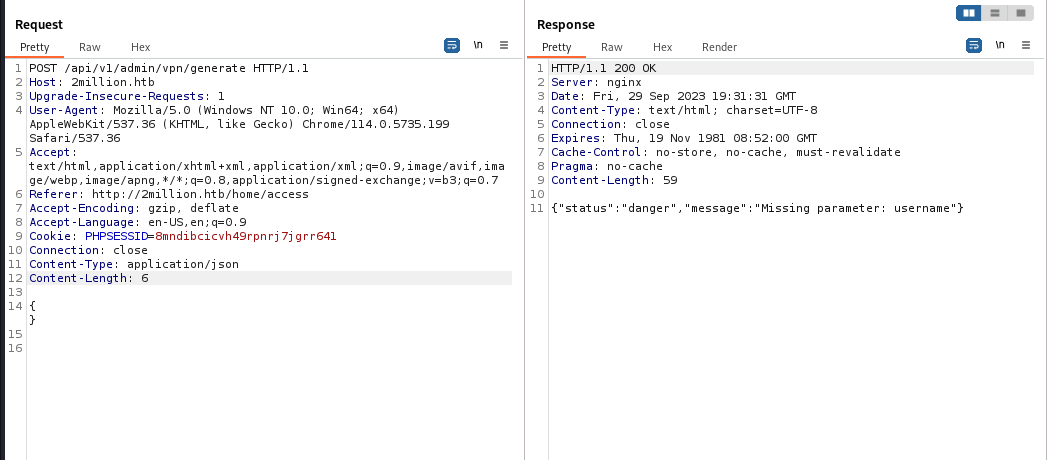 Request
Pretty Raw Hex \n
1 POST /api/v1/admin/vpn/generate HTTP/1.1
2 Host: 2million.htb
3 Upgrade-Insecure-Requests: 1
4 User-Agent: Mozilla/5.0 (Windows NT 10.0; Win64; x64)
AppleWebKit/537.36 (KHTML, like Gecko) Chrome/114.0.5735.199
Safari/537.36
5 Accept:
text/html,application/xhtml+xml,application/xml;q=0.9,image/avif,ima
ge/webp,image/apng,*/*;q=0.8,application/signed-exchange;v=b3;q=0.7
6 Referer: http://2million.htb/home/access
7 Accept-Encoding: gzip, deflate
8 Accept-Language: en-US,en;q=0.9
9 Cookie: PHPSESSID=8mndibcicvh49rpnrj7jgrr641
10 Connection: close
11 Content-Type: application/json
12 Content-Length: 6
13
14 {
}
15
16
Response
Pretty Raw Hex Render \n
1 HTTP/1.1 200 OK
2 Server: nginx
3 Date: Fri, 29 Sep 2023 19:31:31 GMT
4 Content-Type: text/html; charset=UTF-8
5 Connection: close
6 Expires: Thu, 19 Nov 1981 08:52:00 GMT
7 Cache-Control: no-store, no-cache, must-revalidate
8 Pragma: no-cache
9 Content-Length: 59
10
11 {"status":"danger","message":"Missing parameter: username"}